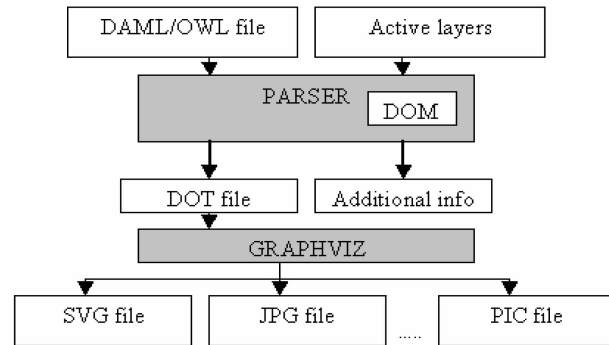 DAML/OWL file
Active layers
PARSER
DOM
DOT file
Additional info
GRAPHVIZ
SVG file
JPG file
.....
PIC file